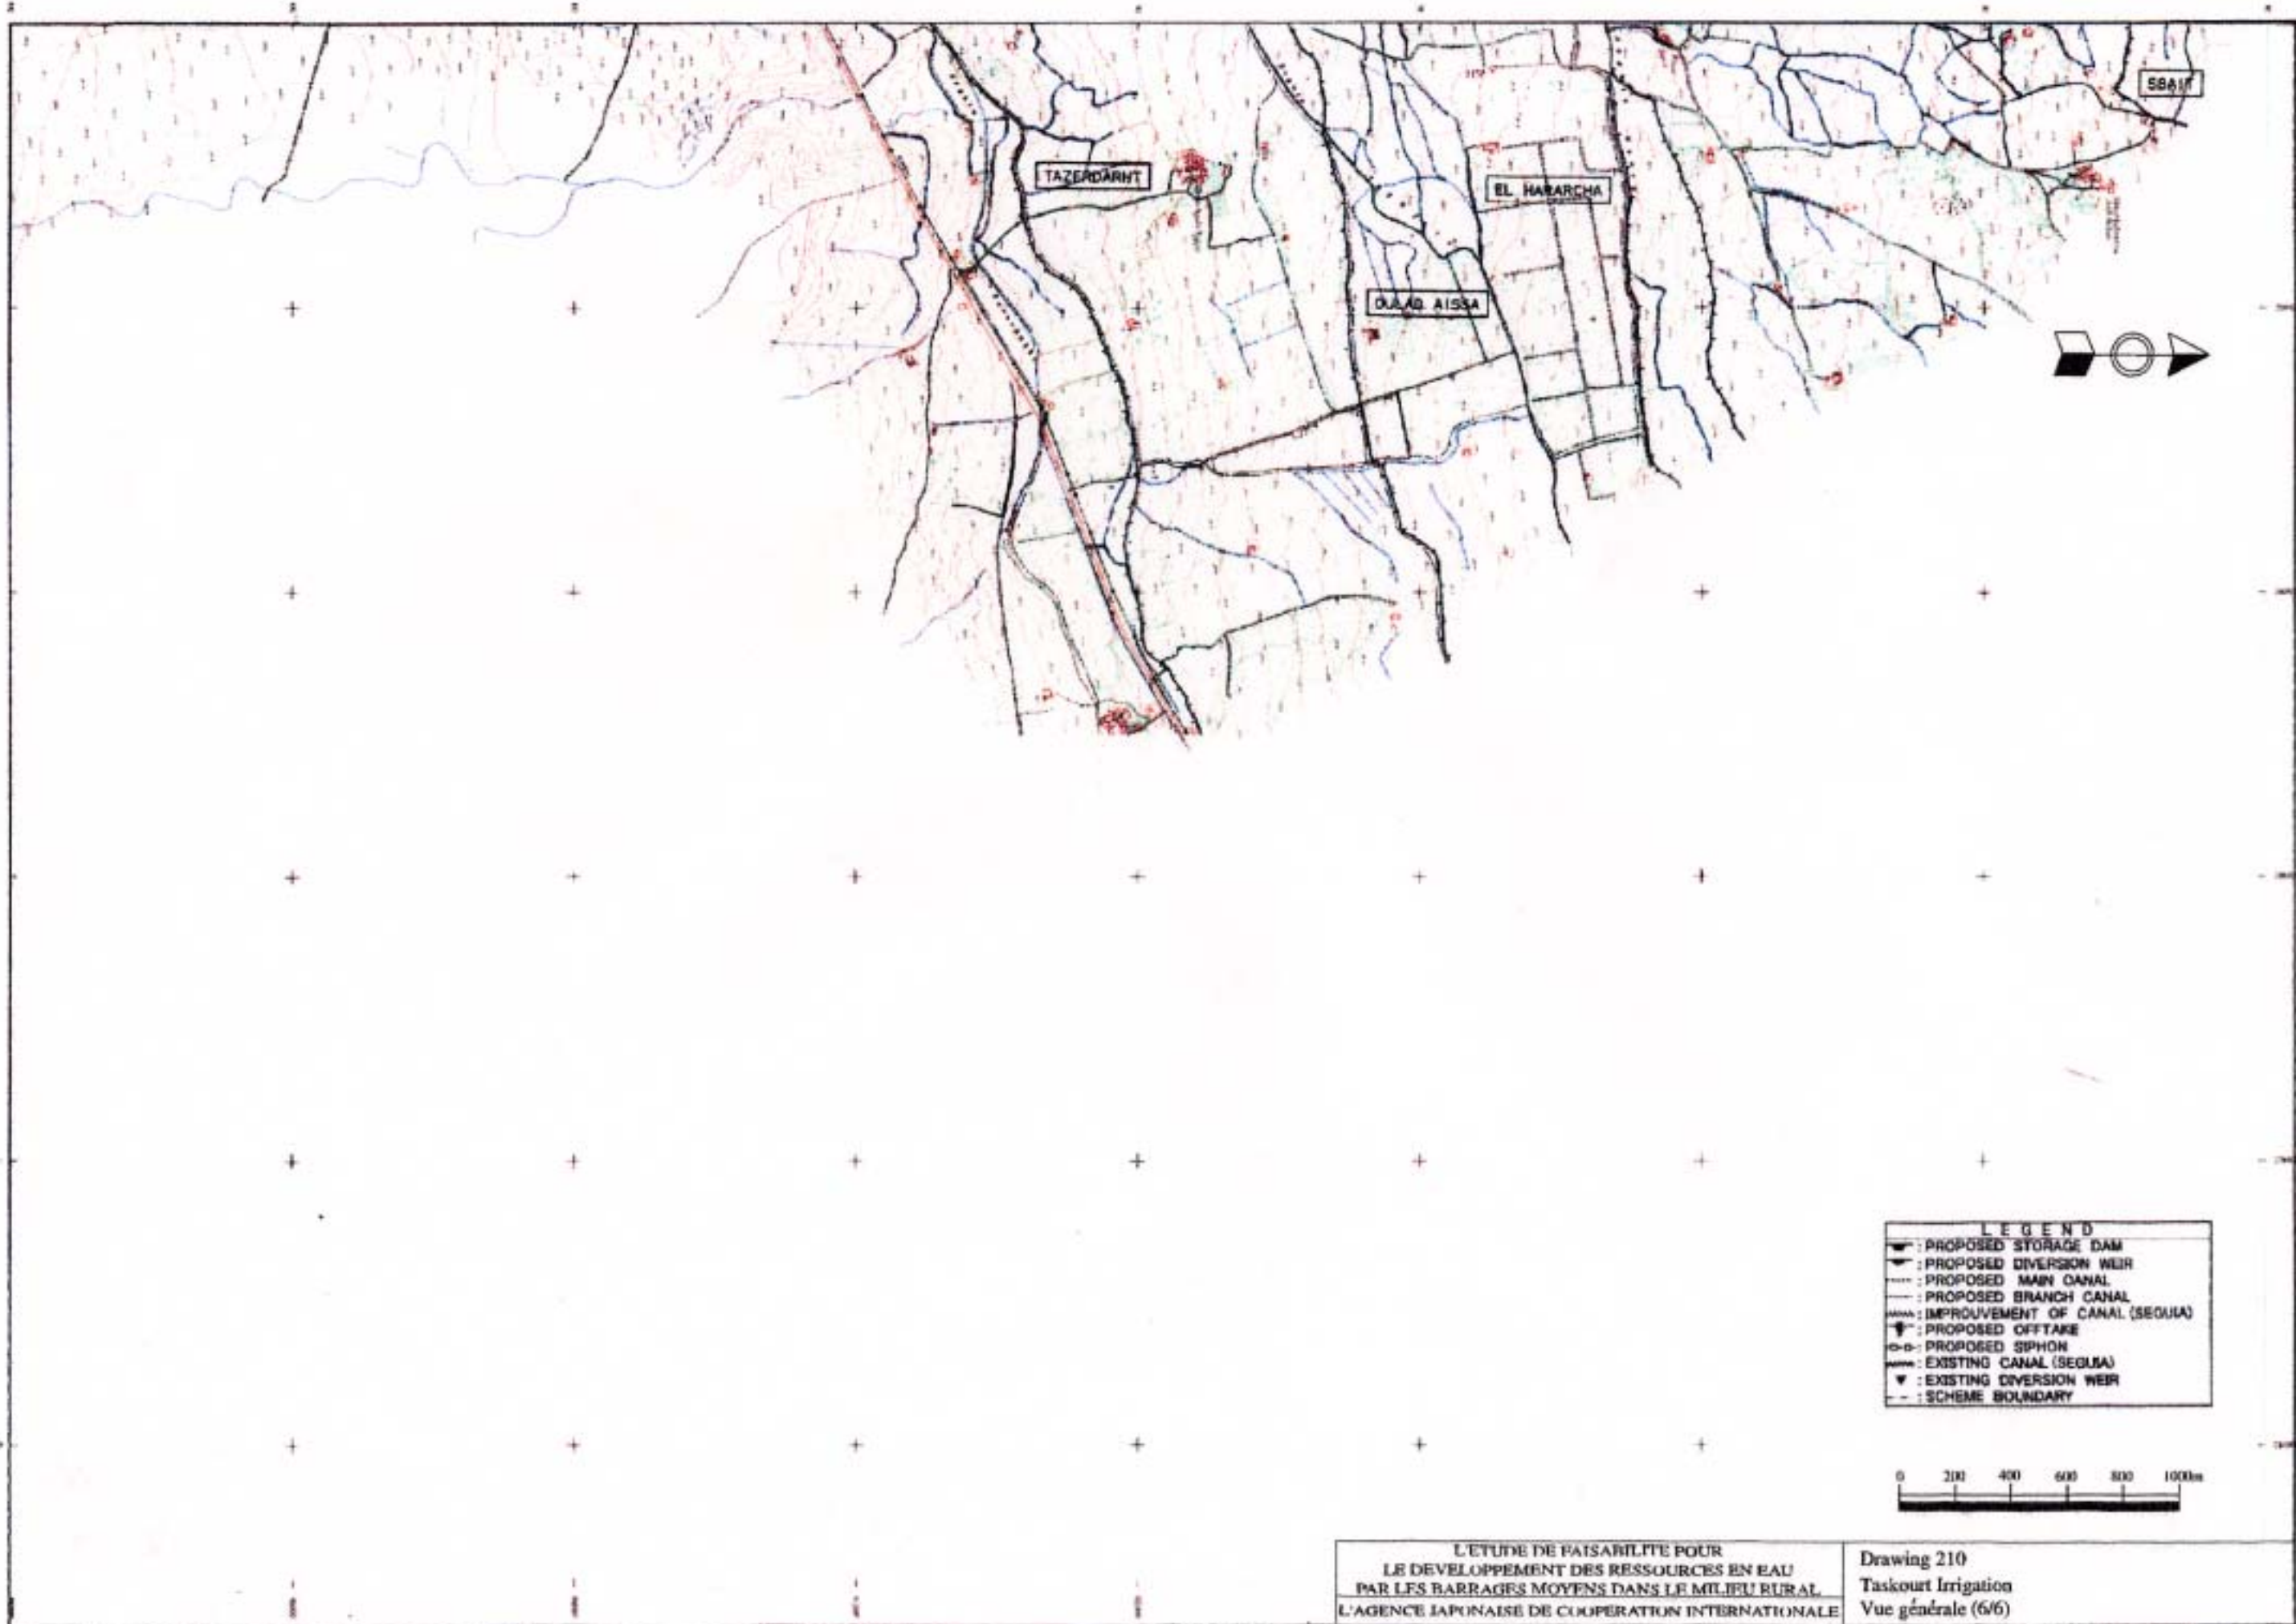 SBAIT
TAZERDARHT
EL HARARCHA
OULAD AISSA
LEGEND
: PROPOSED STORAGE DAM
: PROPOSED DIVERSION WEIR
: PROPOSED MAIN CANAL
: PROPOSED BRANCH CANAL
: IMPROUVEMENT OF CANAL (SEGUIA)
: PROPOSED OFFTAKE
: PROPOSED SIPHON
: EXISTING CANAL (SEGUIA)
: EXISTING DIVERSION WEIR
: SCHEME BOUNDARY
0 200 400 600 800 1000m
L'ETUDE DE FAISABILITE POUR
LE DEVELOPPEMENT DES RESSOURCES EN EAU
PAR LES BARRAGES MOYENS DANS LE MILIEU RURAL
L'AGENCE JAPONAISE DE COOPERATION INTERNATIONALE
Drawing 210
Taskourt Irrigation
Vue générale (6/6)